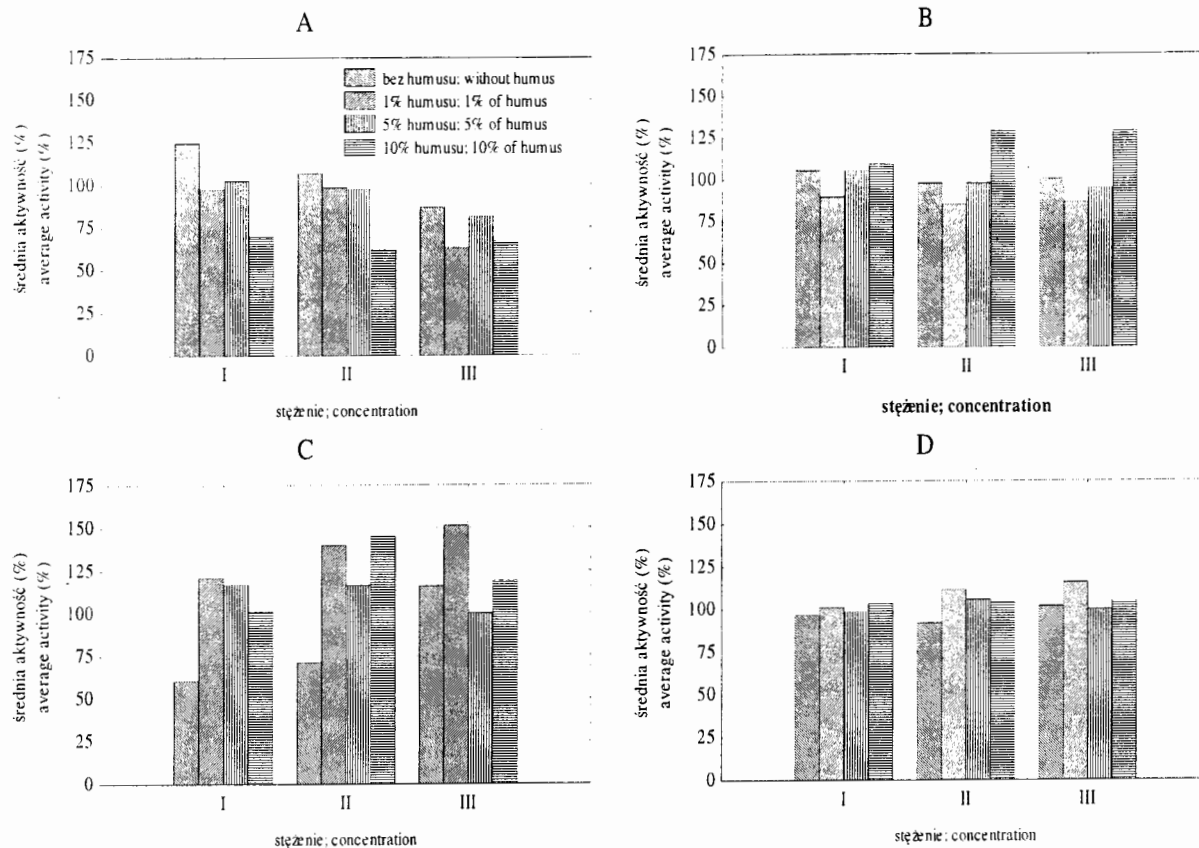 A
175
150
125
100
75
50
25
0
średnia aktywność (%)
average activity (%)
bez humusu; without humus
1% humusu; 1% of humus
5% humusu; 5% of humus
10% humusu; 10% of humus
I II III
stężenie; concentration
B
175
150
125
100
75
50
25
0
średnia aktywność (%)
average activity (%)
I II III
stężenie; concentration
C
175
150
125
100
75
50
25
0
średnia aktywność (%)
average activity (%)
I II III
stężenie; concentration
D
175
150
125
100
75
50
25
0
średnia aktywność (%)
average activity (%)
I II III
stężenie; concentration